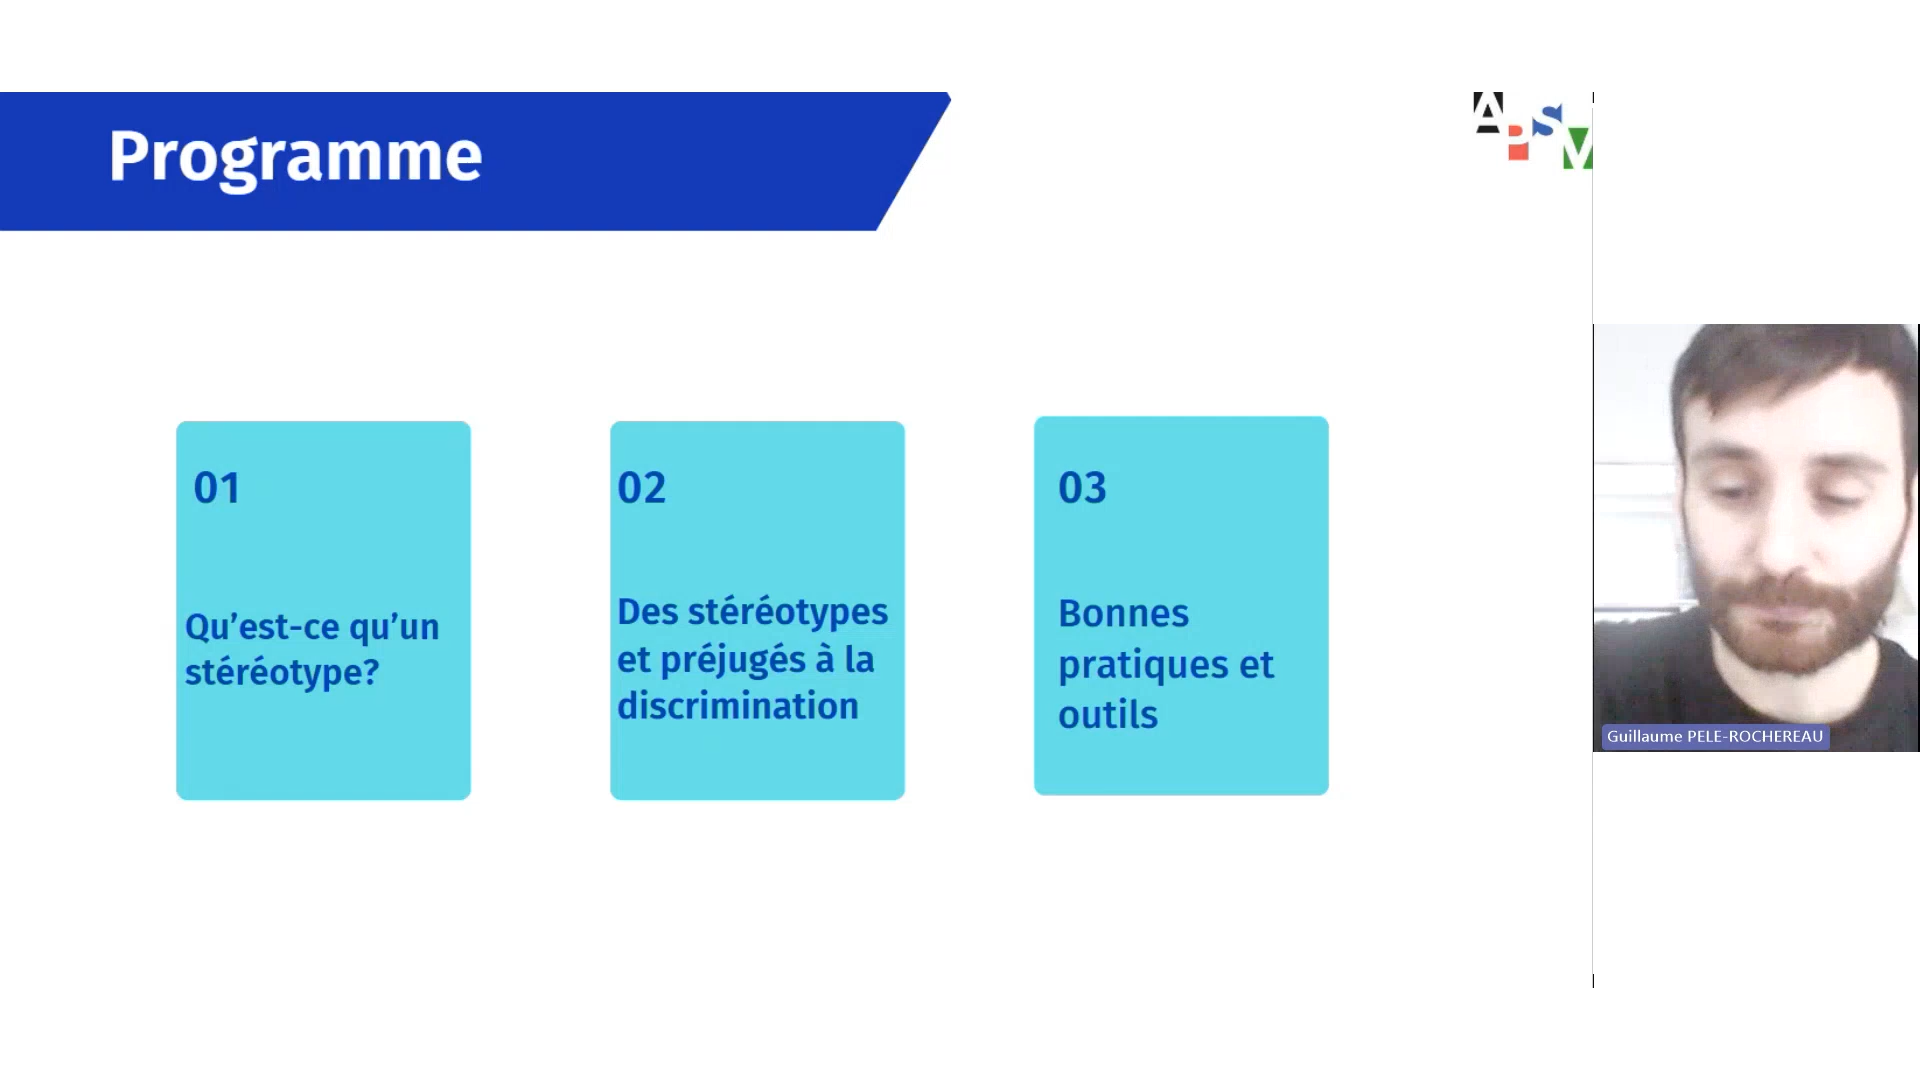 Programme
APSV
01
Qu’est-ce qu’un
stéréotype?
02
Des stéréotypes
et préjugés à la
discrimination
03
Bonnes
pratiques et
outils
Guillaume PELE-ROCHEREAU